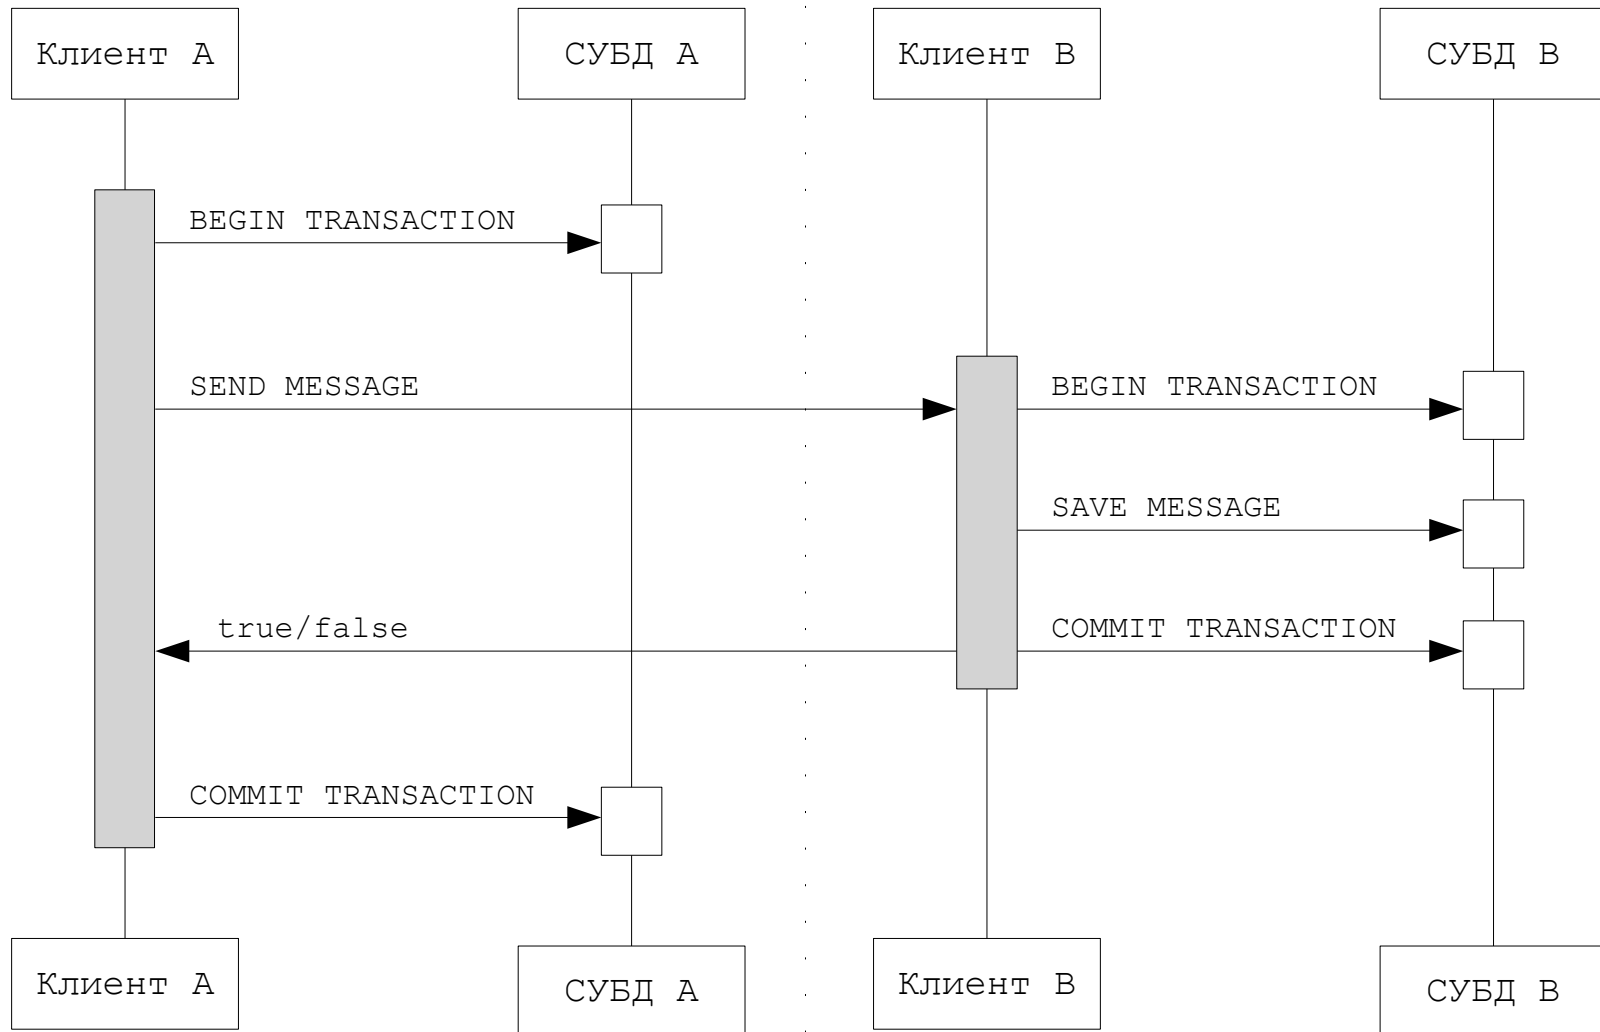 Клиент A
СУБД A
Клиент B
СУБД B
BEGIN TRANSACTION
SEND MESSAGE
BEGIN TRANSACTION
SAVE MESSAGE
true/false
COMMIT TRANSACTION
COMMIT TRANSACTION
Клиент A
СУБД A
Клиент B
СУБД B